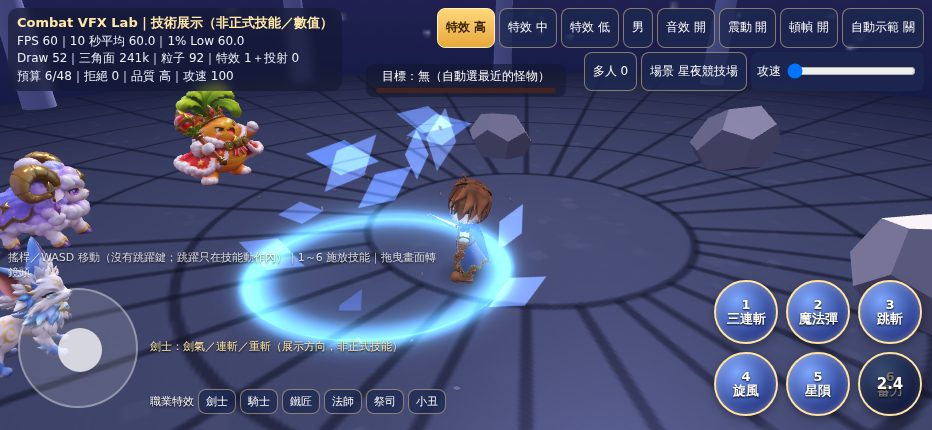 Combat VFX Lab｜技術展示（非正式技能／數值）
FPS 60｜10 秒平均 60.0｜1% Low 60.0
Draw 52｜三角面 241k｜粒子 92｜特效 1＋投射 0
預算 6/48｜拒絕 0｜品質 高｜攻速 100
特效 高
特效 中
特效 低
男
音效 開
震動 開
頓幀 開
自動示範 關
多人 0
場景 星夜競技場
攻速
目標：無（自動選最近的怪物）
搖桿／WASD 移動（沒有跳躍鍵；跳躍只在技能動作內）｜1~6 施放技能｜拖曳畫面轉
鏡頭
劍士：劍氣／連斬／重斬（展示方向，非正式技能）
職業特效
劍士
騎士
鐵匠
法師
祭司
小丑
1
三連斬
2
魔法彈
3
跳斬
4
旋風
5
星隕
6
2.4